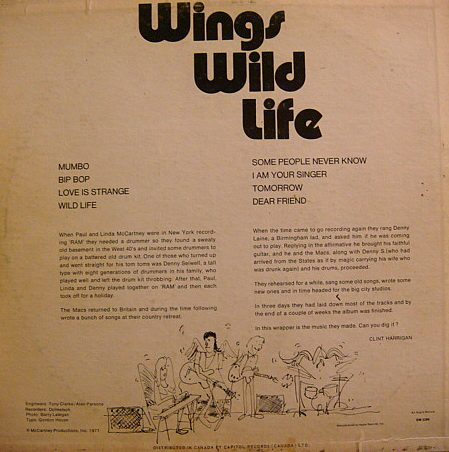 Wings
Wild
Life
MUMBO
BIP BOP
LOVE IS STRANGE
WILD LIFE
SOME PEOPLE NEVER KNOW
I AM YOUR SINGER
TOMORROW
DEAR FRIEND
When Paul and Linda McCartney were in New York record-
ing 'RAM' they needed a drummer so they found a sweaty
old basement in the West 40's and invited some drummers to
play on a battered old drum kit. One of those who turned up
and went straight for his tom toms was Denny Seiwell, a tall
type with eight generations of drummers in his family, who
played well and left the drum kit throbbing. After that, Paul,
Linda and Denny played together on 'RAM' and then each
took off for a holiday.
The Macs returned to Britain and during the time following
wrote a bunch of songs at their country retreat.
When the time came to go recording again they rang Denny
Laine, a Birmingham lad, and asked him if he was coming
out to play. Replying in the affirmative he brought his faithful
guitar, and he and the Macs, along with Denny S.(who had
arrived from the States as if by magic carrying his wife who
was drunk again) and his drums, proceeded.
They rehearsed for a while, sang some old songs, wrote some
new ones and in time headed for the big city studios.
In three days they had laid down most of the tracks and by
the end of a couple of weeks the album was finished.
In this wrapper is the music they made. Can you dig it?
CLINT HARRIGAN
Engineers: Tony Clarke/Alan Parsons
Photo: Barry Lategan
Type: Gordon House
© McCartney Productions, Inc. 1971
DISTRIBUTED IN CANADA BY CAPITOL RECORDS (CANADA) LTD.